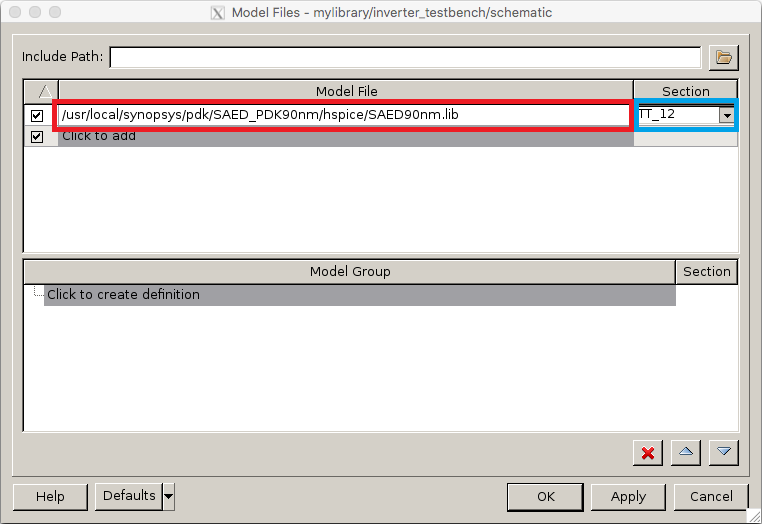 Model Files - mylibrary/inverter_testbench/schematic
Include Path:
Model File Section
/usr/local/synopsys/pdk/SAED_PDK90nm/hspice/SAED90nm.lib TT_12
Click to add
Model Group Section
Click to create definition
Help Defaults OK Apply Cancel